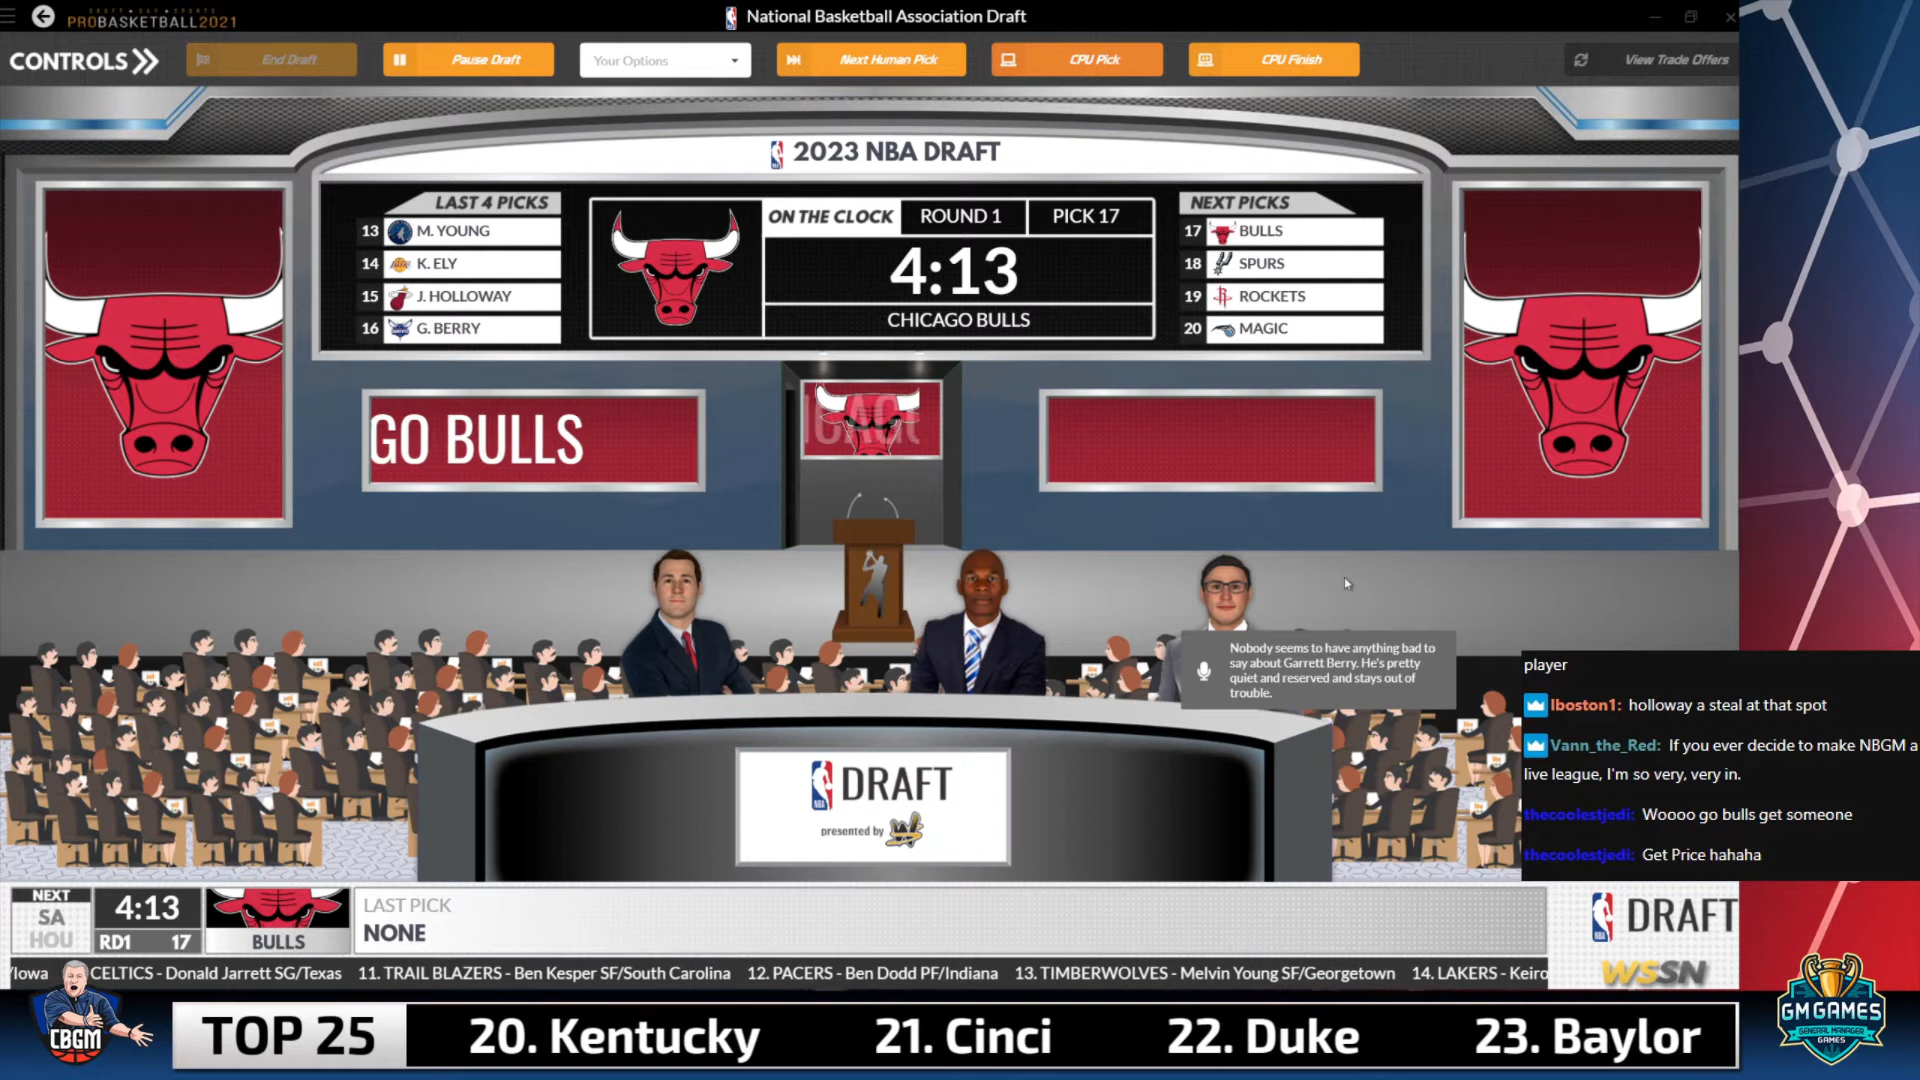 DRAFT DAY SPORTS
PROBASKETBALL2021
National Basketball Association Draft
CONTROLS
End Draft
Pause Draft
Your Options
Next Human Pick
CPU Pick
CPU Finish
View Trade Offers
2023 NBA DRAFT
LAST 4 PICKS
13 M. YOUNG
14 K. ELY
15 J. HOLLOWAY
16 G. BERRY
ON THE CLOCK ROUND 1 PICK 17
4:13
CHICAGO BULLS
NEXT PICKS
17 BULLS
18 SPURS
19 ROCKETS
20 MAGIC
GO BULLS
Nobody seems to have anything bad to
say about Garrett Berry. He's pretty
quiet and reserved and stays out of
trouble.
player
lboston1: holloway a steal at that spot
Vann_the_Red: If you ever decide to make NBGM a
live league, I'm so very, very in.
thecoolestjedi: Woooo go bulls get someone
thecoolestjedi: Get Price hahaha
DRAFT
presented by
NEXT
SA
HOU
4:13
RD1 17
BULLS
LAST PICK
NONE
DRAFT
WSSN
/Iowa CELTICS - Donald Jarrett SG/Texas 11. TRAIL BLAZERS - Ben Kesper SF/South Carolina 12. PACERS - Ben Dodd PF/Indiana 13. TIMBERWOLVES - Melvin Young SF/Georgetown 14. LAKERS - Keiro
CBGM
TOP 25 20. Kentucky 21. Cinci 22. Duke 23. Baylor
GM GAMES
GENERAL MANAGER
GAMES